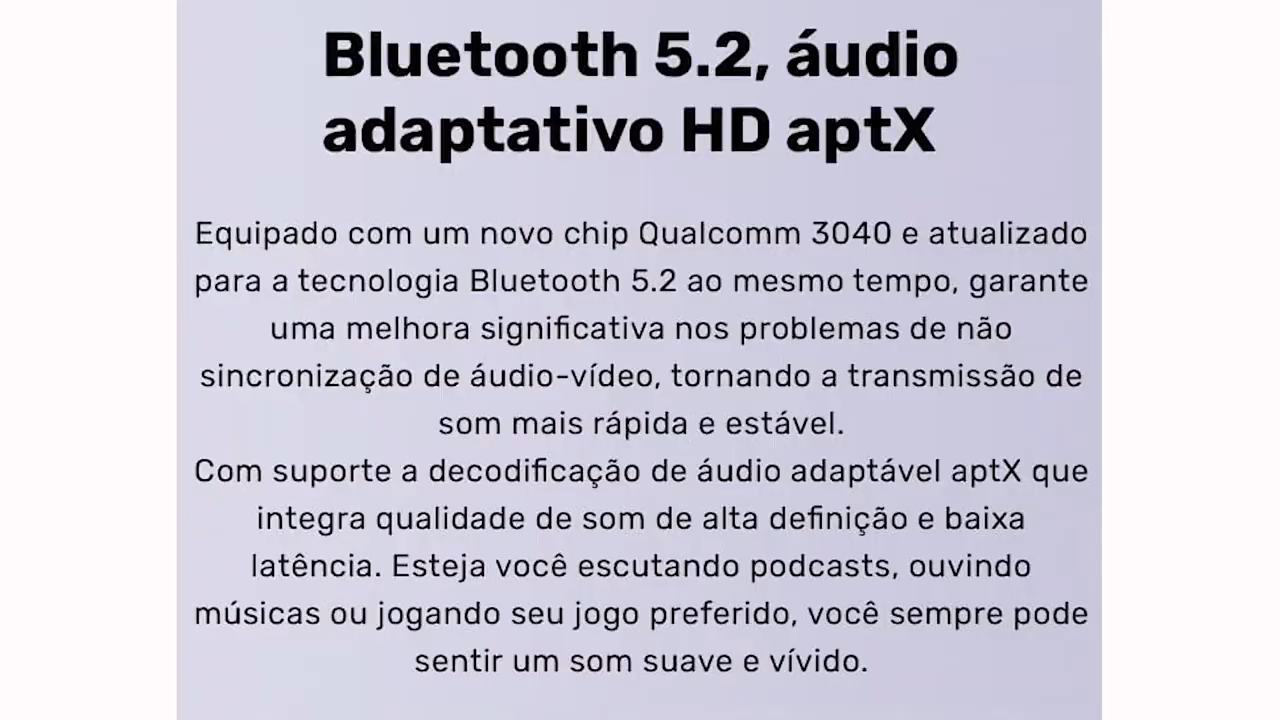 Bluetooth 5.2, áudio
adaptativo HD aptX
Equipado com um novo chip Qualcomm 3040 e atualizado
para a tecnologia Bluetooth 5.2 ao mesmo tempo, garante
uma melhora significativa nos problemas de não
sincronização de áudio-vídeo, tornando a transmissão de
som mais rápida e estável.
Com suporte a decodificação de áudio adaptável aptX que
integra qualidade de som de alta definição e baixa
latência. Esteja você escutando podcasts, ouvindo
músicas ou jogando seu jogo preferido, você sempre pode
sentir um som suave e vívido.